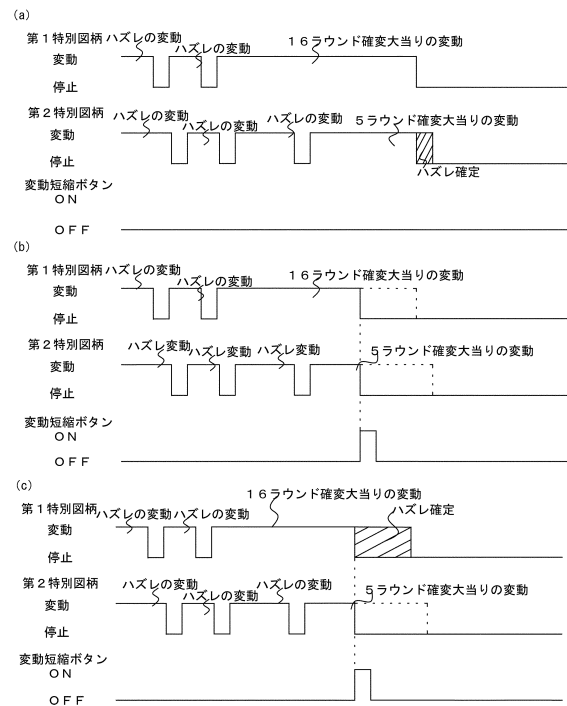 (a)
第1特別図柄 ハズレの変動 ハズレの変動 16ラウンド確変大当りの変動
変動
停止
第2特別図柄 ハズレの変動 ハズレの変動 ハズレの変動 5ラウンド確変大当りの変動
変動
停止
ハズレ確定
変動短縮ボタン
ON
OFF
(b)
第1特別図柄 ハズレの変動 ハズレの変動 16ラウンド確変大当りの変動
変動
停止
第2特別図柄 ハズレ変動 ハズレ変動 ハズレ変動 5ラウンド確変大当りの変動
変動
停止
変動短縮ボタン
ON
OFF
(c)
16ラウンド確変大当りの変動
第1特別図柄 ハズレの変動 ハズレの変動 ハズレ確定
変動
停止
第2特別図柄 ハズレの変動 ハズレの変動 ハズレの変動 5ラウンド確変大当りの変動
変動
停止
変動短縮ボタン
ON
OFF